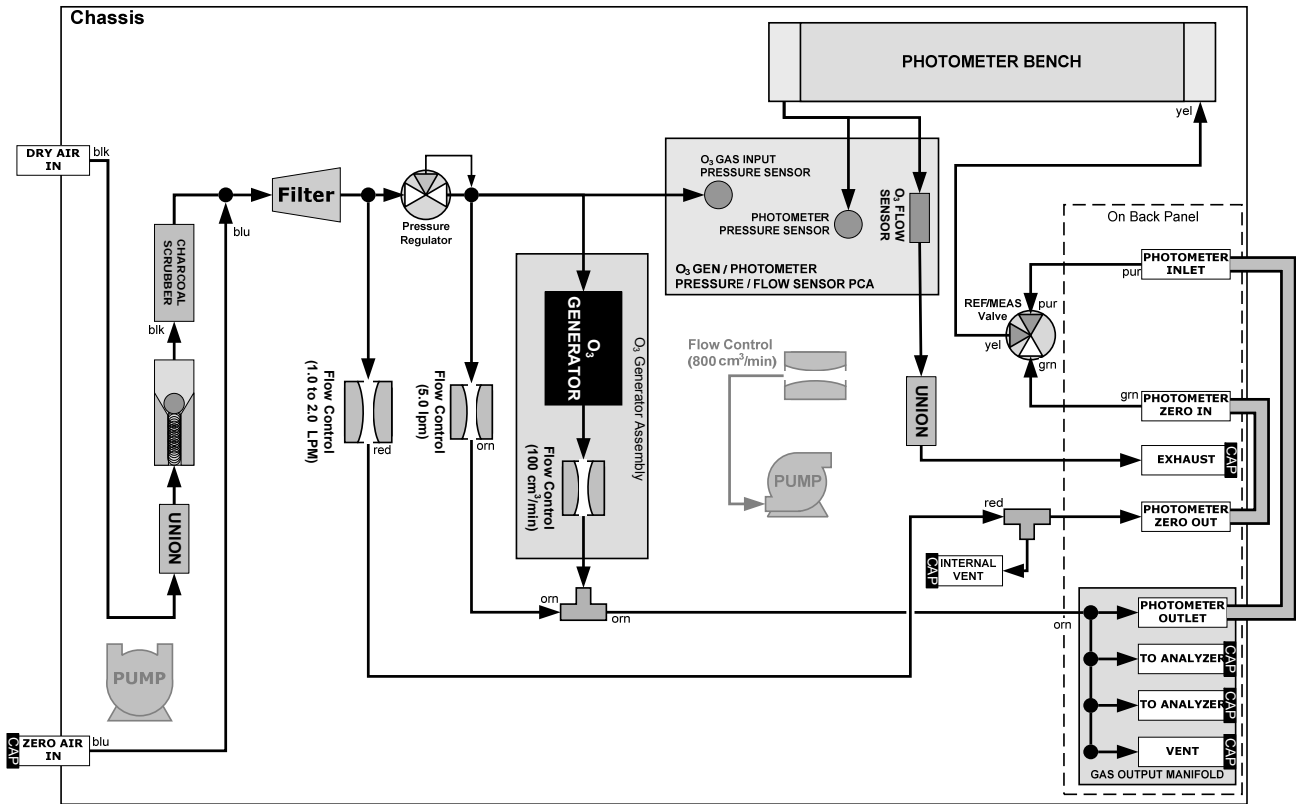 Chassis
PHOTOMETER BENCH
yel
DRY AIR
IN
blk
Filter
blu
CHARCOAL
SCRUBBER
blk
UNION
PUMP
CAP
ZERO AIR
IN
blu
Pressure
Regulator
O3 GAS INPUT
PRESSURE SENSOR
PHOTOMETER
PRESSURE SENSOR
O3 FLOW
SENSOR
O3 GEN / PHOTOMETER
PRESSURE / FLOW SENSOR PCA
Flow Control
(1.0 to 2.0 LPM)
red
Flow Control
(5.0 lpm)
orn
O3
GENERATOR
O3 Generator Assembly
Flow Control
(100 cm3/min)
orn
orn
Flow Control
(800 cm3/min)
PUMP
UNION
On Back Panel
PHOTOMETER
INLET
pur
REF/MEAS
Valve
pur
yel
grn
grn
PHOTOMETER
ZERO IN
EXHAUST
CAP
red
PHOTOMETER
ZERO OUT
CAP
INTERNAL
VENT
orn
PHOTOMETER
OUTLET
TO ANALYZER
CAP
TO ANALYZER
CAP
VENT
CAP
GAS OUTPUT MANIFOLD